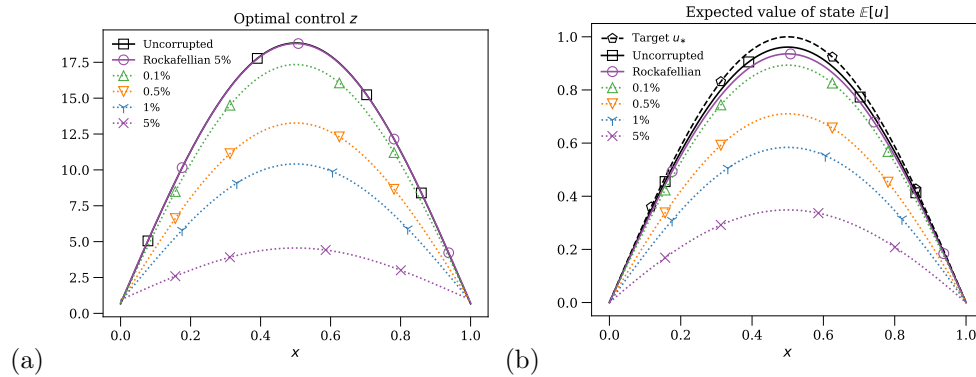 Optimal control z
17.5
15.0
12.5
10.0
7.5
5.0
2.5
0.0
Uncorrupted
Rockafellian 5%
0.1%
0.5%
1%
5%
0.0 0.2 0.4 0.6 0.8 1.0
x
(a)
Expected value of state 𝔼[u]
1.0
0.8
0.6
0.4
0.2
0.0
Target u*
Uncorrupted
Rockafellian
0.1%
0.5%
1%
5%
0.0 0.2 0.4 0.6 0.8 1.0
x
(b)